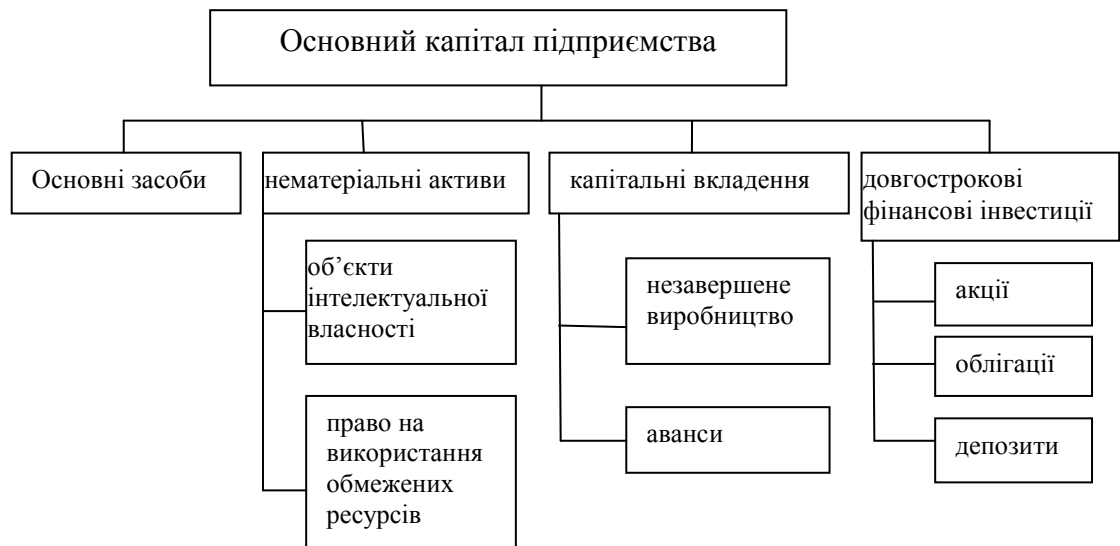 Основний капітал підприємства
Основні засоби
нематеріальні активи
капітальні вкладення
довгострокові
фінансові інвестиції
об’єкти
інтелектуальної
власності
право на
використання
обмежених
ресурсів
незавершене
виробництво
аванси
акції
облігації
депозити